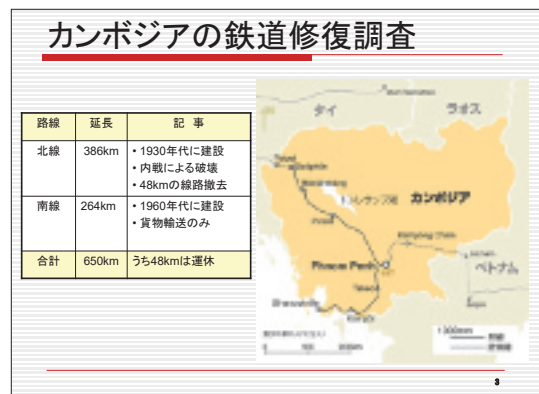 カンボジアの鉄道修復調査
路線 延長 記 事
北線 386km ・1930年代に建設
・内戦による破壊
・48kmの線路撤去
南線 264km ・1960年代に建設
・貨物輸送のみ
合計 650km うち48kmは運休
タイ
ラオス
カンボジア
Phnom Penh
ベトナム
3